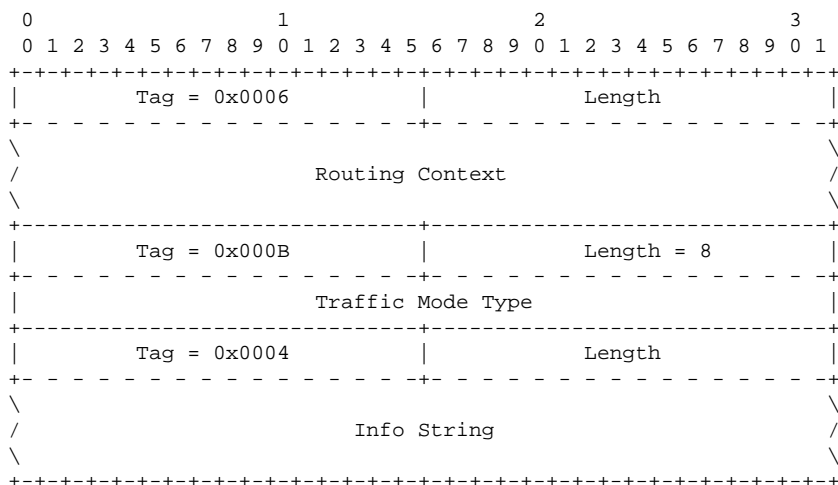 0                   1                   2                   3
0 1 2 3 4 5 6 7 8 9 0 1 2 3 4 5 6 7 8 9 0 1 2 3 4 5 6 7 8 9 0 1
Tag = 0x0006 Length
Routing Context
Tag = 0x000B Length = 8
Traffic Mode Type
Tag = 0x0004 Length
Info String